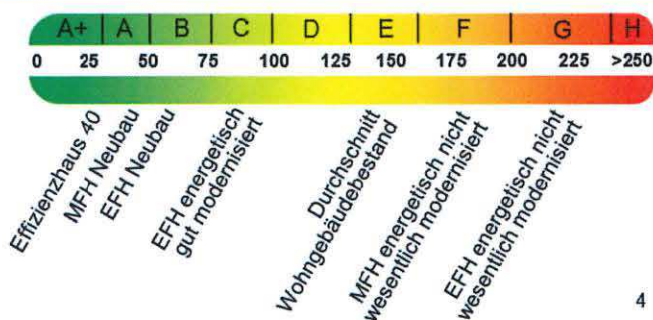 A+ A B C D E F G H
0 25 50 75 100 125 150 175 200 225 >250
Effizienzhaus 40
MFH Neubau
EFH Neubau
EFH energetisch
gut modernisiert
Durchschnitt
Wohngebäudebestand
MFH energetisch nicht
wesentlich modernisiert
EFH energetisch nicht
wesentlich modernisiert
4